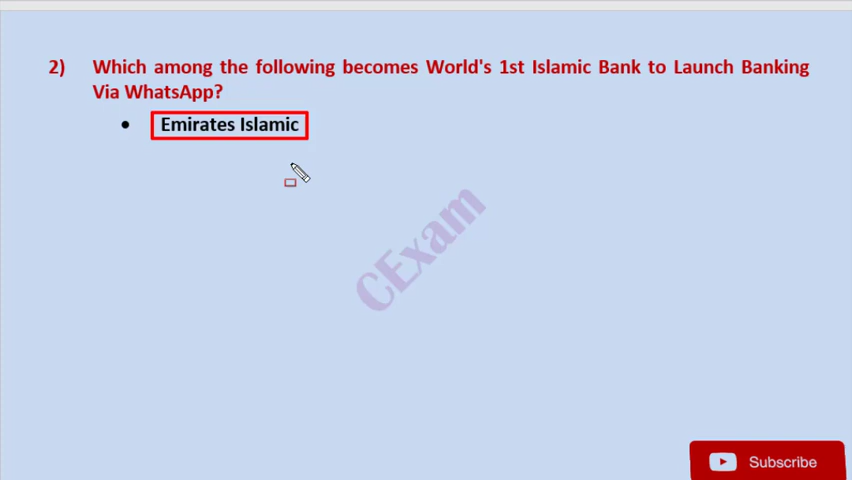 2) Which among the following becomes World's 1st Islamic Bank to Launch Banking
Via WhatsApp?
• Emirates Islamic
CExam
Subscribe